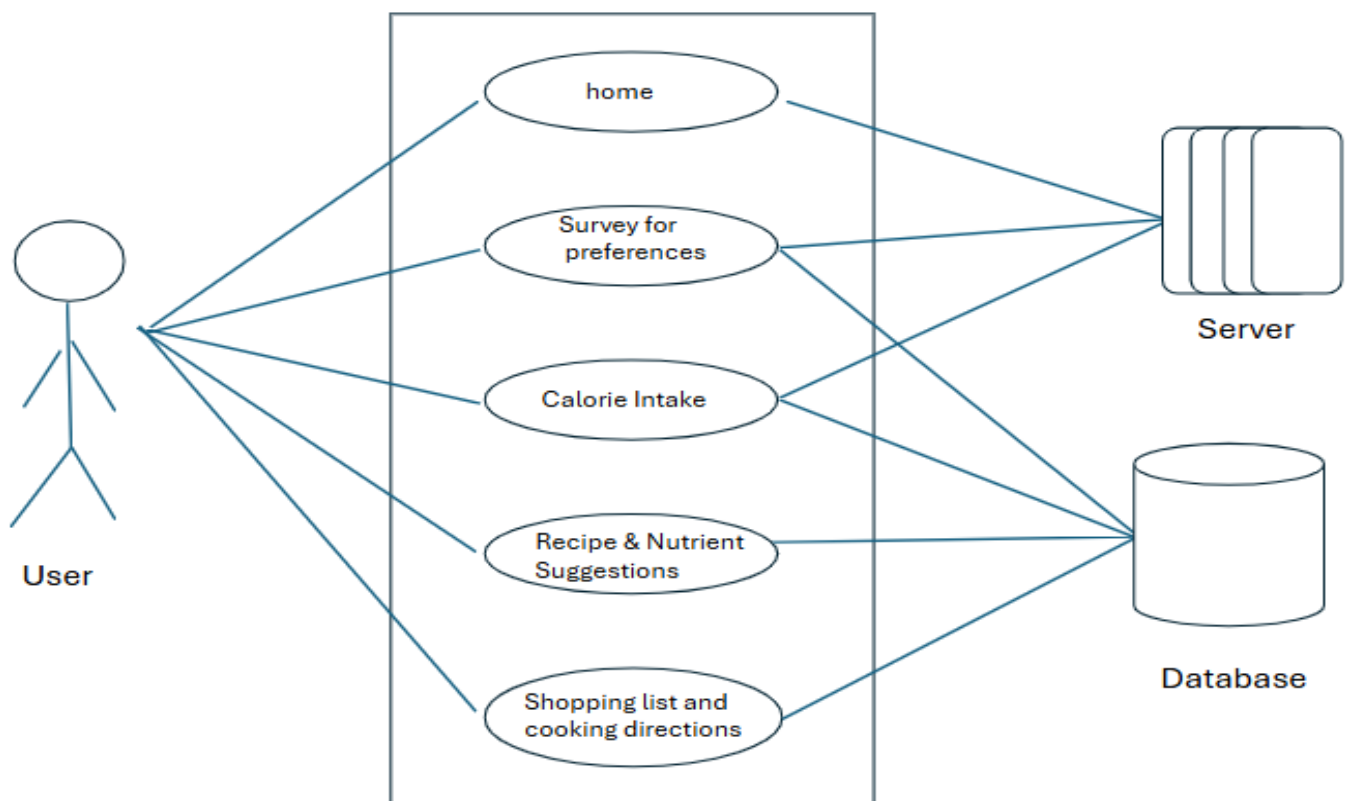 home
Survey for
preferences
Server
Calorie Intake
Recipe & Nutrient
Suggestions
User
Database
Shopping list and
cooking directions